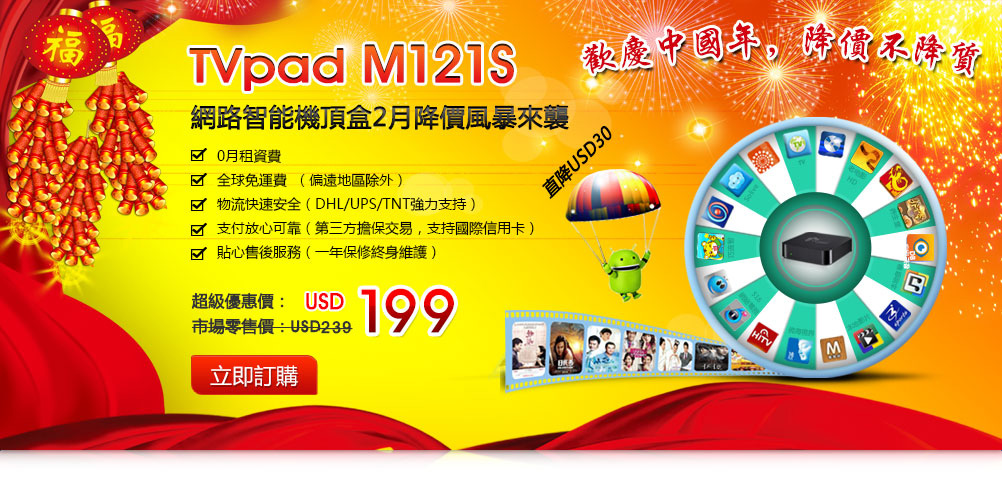 福
福
TVpad M121S
歡慶中國年，降價不降質
網路智能機頂盒2月降價風暴來襲
0月租資費
全球免運費 （偏遠地區除外）
物流快速安全（DHL/UPS/TNT強力支持）
支付放心可靠（第三方擔保交易，支持國際信用卡）
貼心售後服務（一年保修終身維護）
直降USD30
超級優惠價： USD 199
市場零售價：USD239
立即訂購
TV
HD
HITV
M
sports